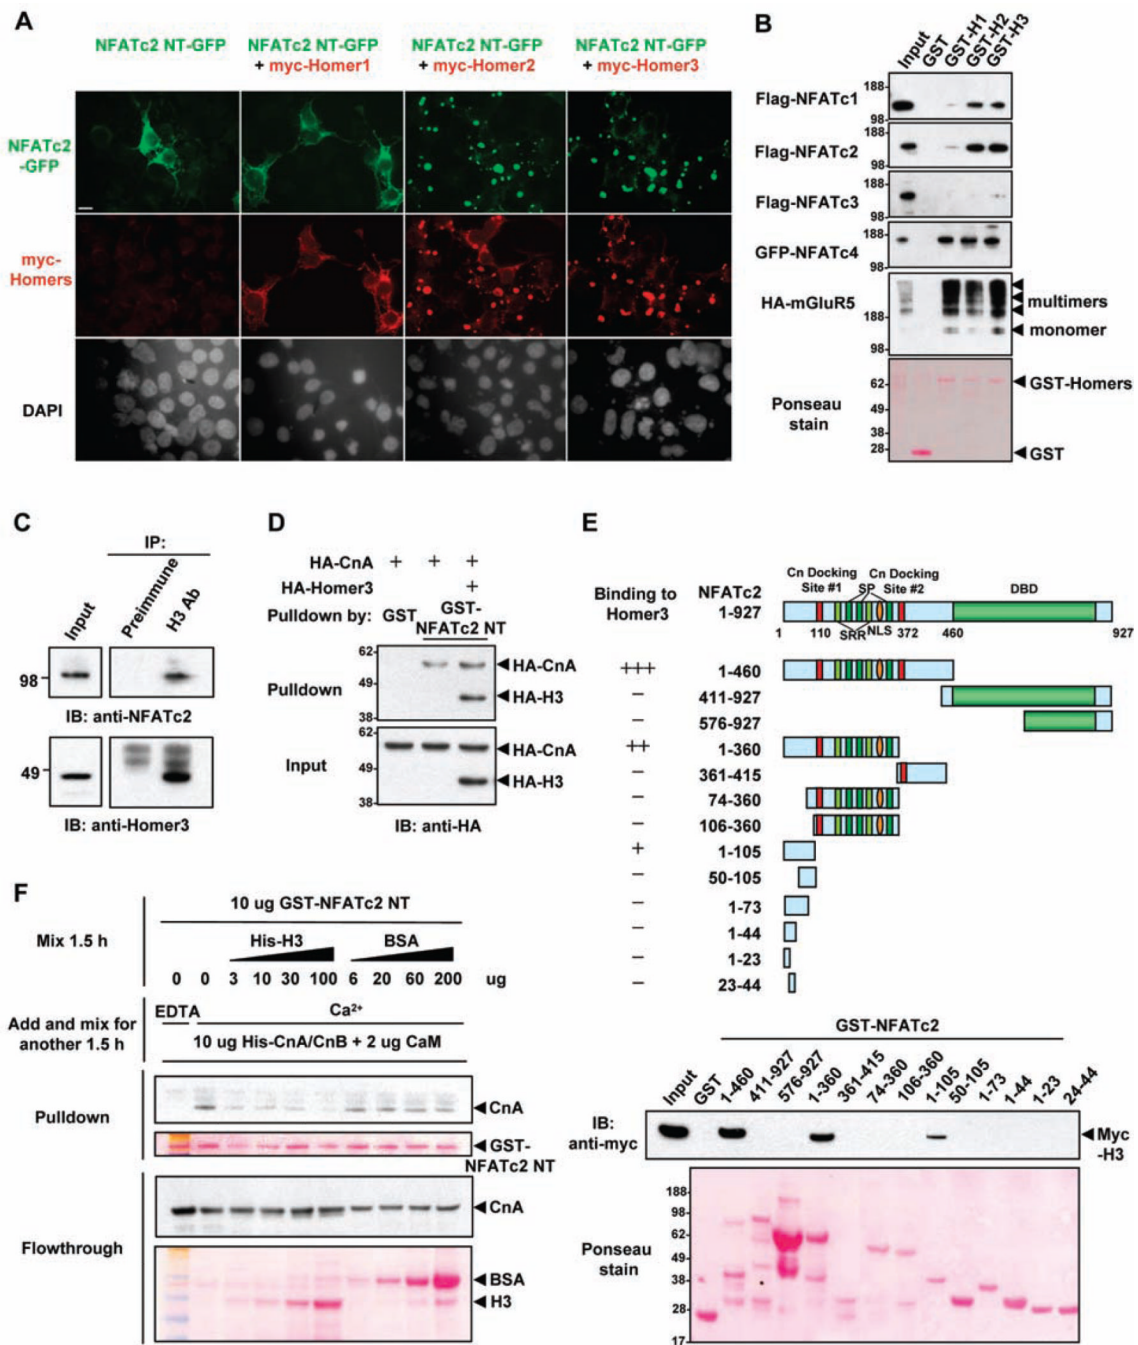 A
NFATc2 NT-GFP
NFATc2 NT-GFP
+ myc-Homer1
NFATc2 NT-GFP
+ myc-Homer2
NFATc2 NT-GFP
+ myc-Homer3
NFATc2
-GFP
myc-
Homers
DAPI
B
Input
GST
GST-H1
GST-H2
GST-H3
Flag-NFATc1
188
98
Flag-NFATc2
188
98
Flag-NFATc3
188
98
GFP-NFATc4
188
98
HA-mGluR5
188
98
multimers
monomer
Ponseau
stain
62
49
38
28
GST-Homers
GST
C
IP:
Input
Preimmune
H3 Ab
98
IB: anti-NFATc2
49
IB: anti-Homer3
D
HA-CnA + + +
HA-Homer3 +
Pulldown by: GST GST-
NFATc2 NT
Pulldown
62
49
38
HA-CnA
HA-H3
Input
62
49
38
HA-CnA
HA-H3
IB: anti-HA
E
Binding to
Homer3
NFATc2
1-927
Cn Docking
Site #1
SP
Cn Docking
Site #2
DBD
SRR
NLS
1 110 372 460 927
+++ 1-460
− 411-927
− 576-927
++ 1-360
− 361-415
− 74-360
− 106-360
+ 1-105
− 50-105
− 1-73
− 1-44
− 1-23
− 23-44
GST-NFATc2
Input
GST
1-460
411-927
576-927
1-360
361-415
74-360
106-360
1-105
50-105
1-73
1-44
1-23
24-44
IB:
anti-myc
Myc
-H3
Ponseau
stain
188
98
62
49
38
28
17
F
10 ug GST-NFATc2 NT
Mix 1.5 h
His-H3 BSA
0 0 3 10 30 100 6 20 60 200 ug
EDTA Ca²⁺
Add and mix for
another 1.5 h
10 ug His-CnA/CnB + 2 ug CaM
Pulldown
CnA
GST-
NFATc2 NT
Flowthrough
CnA
BSA
H3